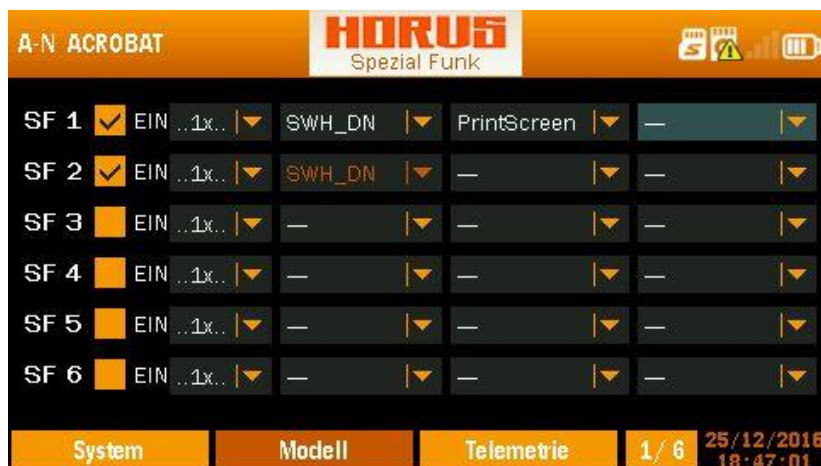 A-N ACROBAT
HORUS
Spezial Funk
SF 1 EIN ..1x.. SWH_DN PrintScreen —
SF 2 EIN ..1x.. SWH_DN — —
SF 3 EIN ..1x.. — — —
SF 4 EIN ..1x.. — — —
SF 5 EIN ..1x.. — — —
SF 6 EIN ..1x.. — — —
System Modell Telemetrie 1/ 6 25/12/2016
18:47:01